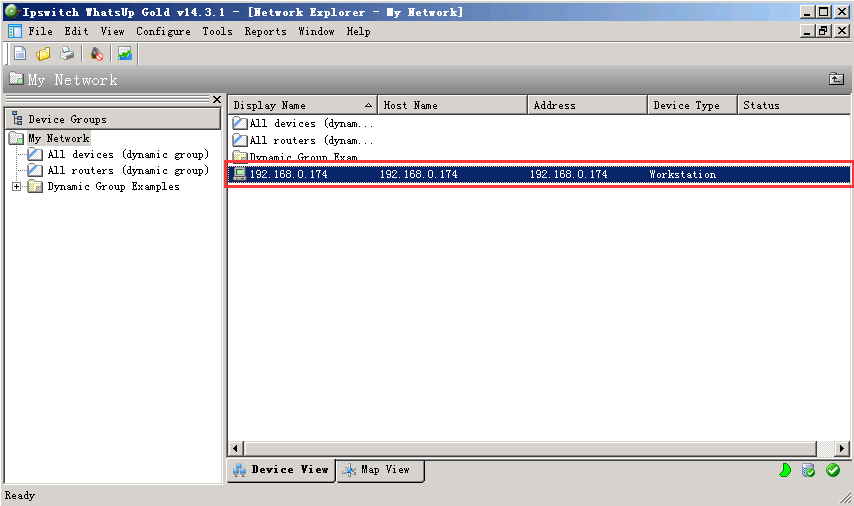 Ipswitch WhatsUp Gold v14.3.1 - [Network Explorer - My Network]
File Edit View Configure Tools Reports Window Help
My Network
Device Groups
My Network
All devices (dynamic group)
All routers (dynamic group)
Dynamic Group Examples
Display Name Host Name Address Device Type Status
All devices (dynam...
All routers (dynam...
Dynamic Group Exam...
192.168.0.174 192.168.0.174 192.168.0.174 Workstation
Device View Map View
Ready